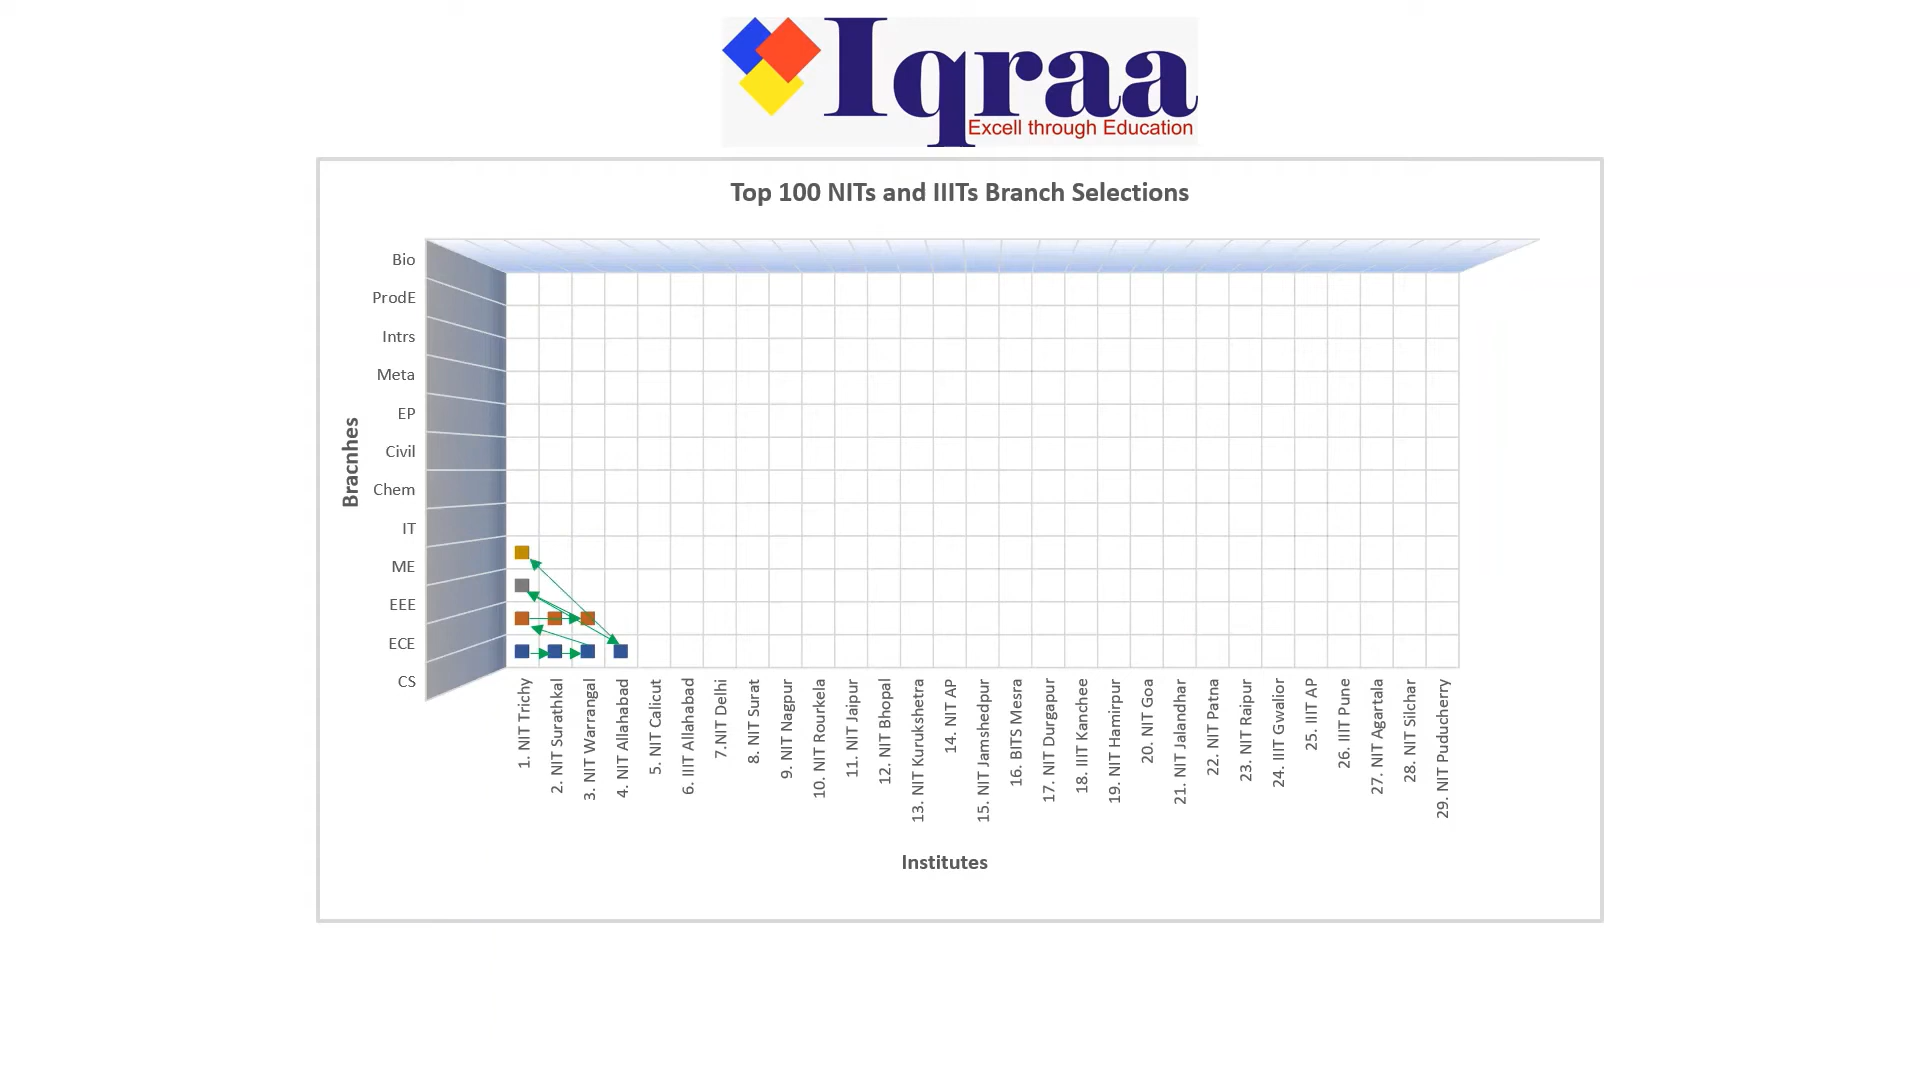 Iqraa
Excell through Education
Top 100 NITs and IIITs Branch Selections
Bracnhes
Bio
ProdE
Intrs
Meta
EP
Civil
Chem
IT
ME
EEE
ECE
CS
1. NIT Trichy
2. NIT Surathkal
3. NIT Warrangal
4. NIT Allahabad
5. NIT Calicut
6. IIIT Allahabad
7.NIT Delhi
8. NIT Surat
9. NIT Nagpur
10. NIT Rourkela
11. NIT Jaipur
12. NIT Bhopal
13. NIT Kurukshetra
14. NIT AP
15. NIT Jamshedpur
16. BITS Mesra
17. NIT Durgapur
18. IIIT Kanchee
19. NIT Hamirpur
20. NIT Goa
21. NIT Jalandhar
22. NIT Patna
23. NIT Raipur
24. IIIT Gwalior
25. IIIT AP
26. IIIT Pune
27. NIT Agartala
28. NIT Silchar
29. NIT Puducherry
Institutes